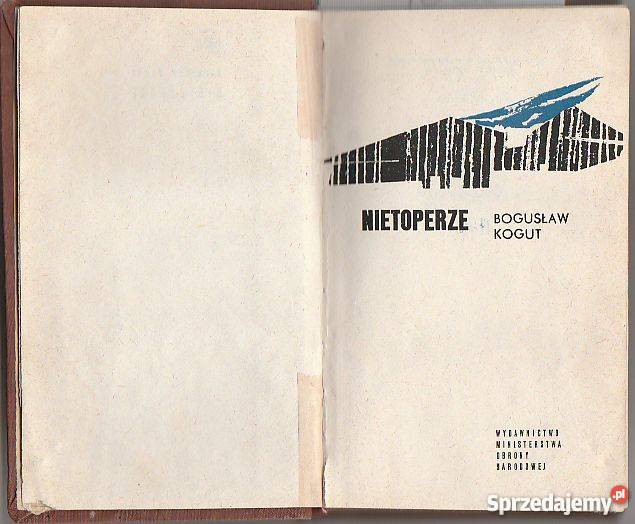 NIETOPERZE
BOGUSŁAW
KOGUT
WYDAWNICTWO
MINISTERSTWA
OBRONY
NARODOWEJ
Sprzedajemy.pl